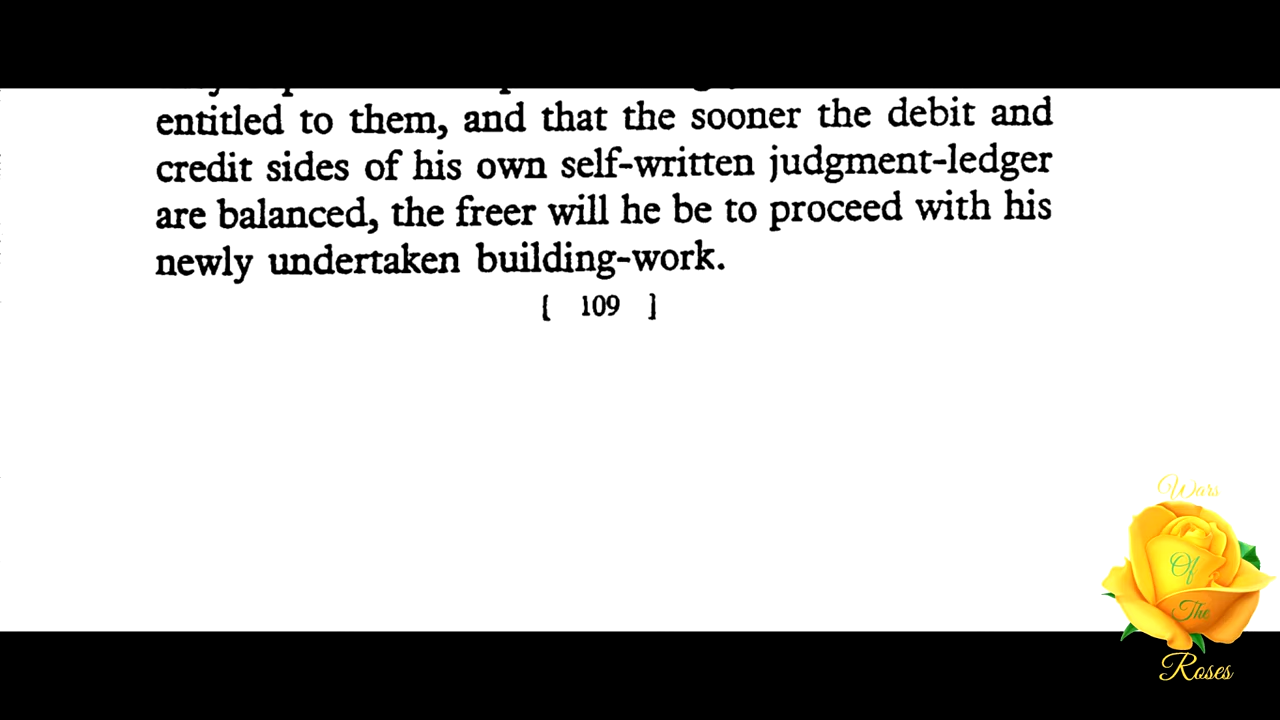 entitled to them, and that the sooner the debit and
credit sides of his own self-written judgment-ledger
are balanced, the freer will he be to proceed with his
newly undertaken building-work.
[ 109 ]
Wars
Of
The
Roses